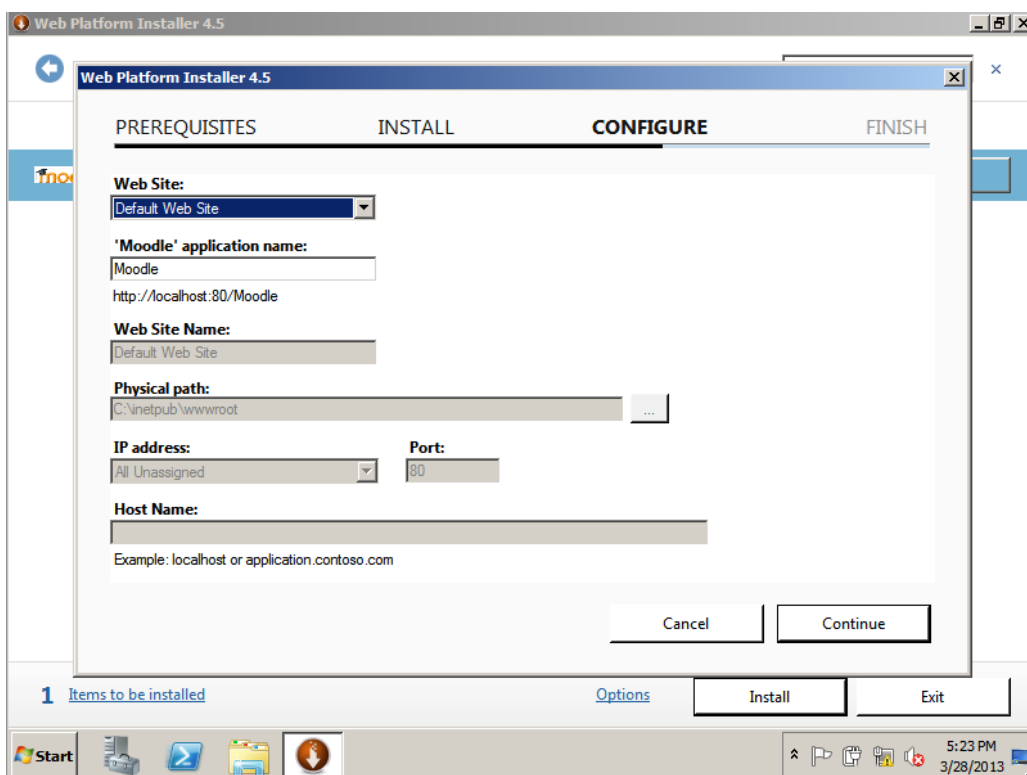 Web Platform Installer 4.5
Web Platform Installer 4.5
PREREQUISITES INSTALL CONFIGURE FINISH
Web Site:
Default Web Site
'Moodle' application name:
Moodle
http://localhost:80/Moodle
Web Site Name:
Default Web Site
Physical path:
C:\inetpub\wwwroot
...
IP address: Port:
All Unassigned 80
Host Name:
Example: localhost or application.contoso.com
Cancel Continue
1 Items to be installed Options Install Exit
Start 5:23 PM
3/28/2013